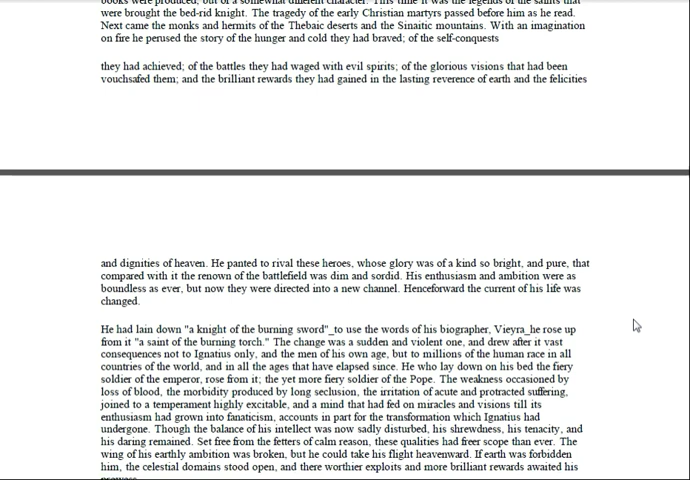 books were produced, but of a somewhat different character. This time it was the legends of the saints that
were brought the bed-rid knight. The tragedy of the early Christian martyrs passed before him as he read.
Next came the monks and hermits of the Thebaic deserts and the Sinaitic mountains. With an imagination
on fire he perused the story of the hunger and cold they had braved; of the self-conquests
they had achieved; of the battles they had waged with evil spirits; of the glorious visions that had been
vouchsafed them; and the brilliant rewards they had gained in the lasting reverence of earth and the felicities
and dignities of heaven. He panted to rival these heroes, whose glory was of a kind so bright, and pure, that
compared with it the renown of the battlefield was dim and sordid. His enthusiasm and ambition were as
boundless as ever, but now they were directed into a new channel. Henceforward the current of his life was
changed.
He had lain down "a knight of the burning sword"_to use the words of his biographer, Vieyra_he rose up
from it "a saint of the burning torch." The change was a sudden and violent one, and drew after it vast
consequences not to Ignatius only, and the men of his own age, but to millions of the human race in all
countries of the world, and in all the ages that have elapsed since. He who lay down on his bed the fiery
soldier of the emperor, rose from it; the yet more fiery soldier of the Pope. The weakness occasioned by
loss of blood, the morbidity produced by long seclusion, the irritation of acute and protracted suffering,
joined to a temperament highly excitable, and a mind that had fed on miracles and visions till its
enthusiasm had grown into fanaticism, accounts in part for the transformation which Ignatius had
undergone. Though the balance of his intellect was now sadly disturbed, his shrewdness, his tenacity, and
his daring remained. Set free from the fetters of calm reason, these qualities had freer scope than ever. The
wing of his earthly ambition was broken, but he could take his flight heavenward. If earth was forbidden
him, the celestial domains stood open, and there worthier exploits and more brilliant rewards awaited his